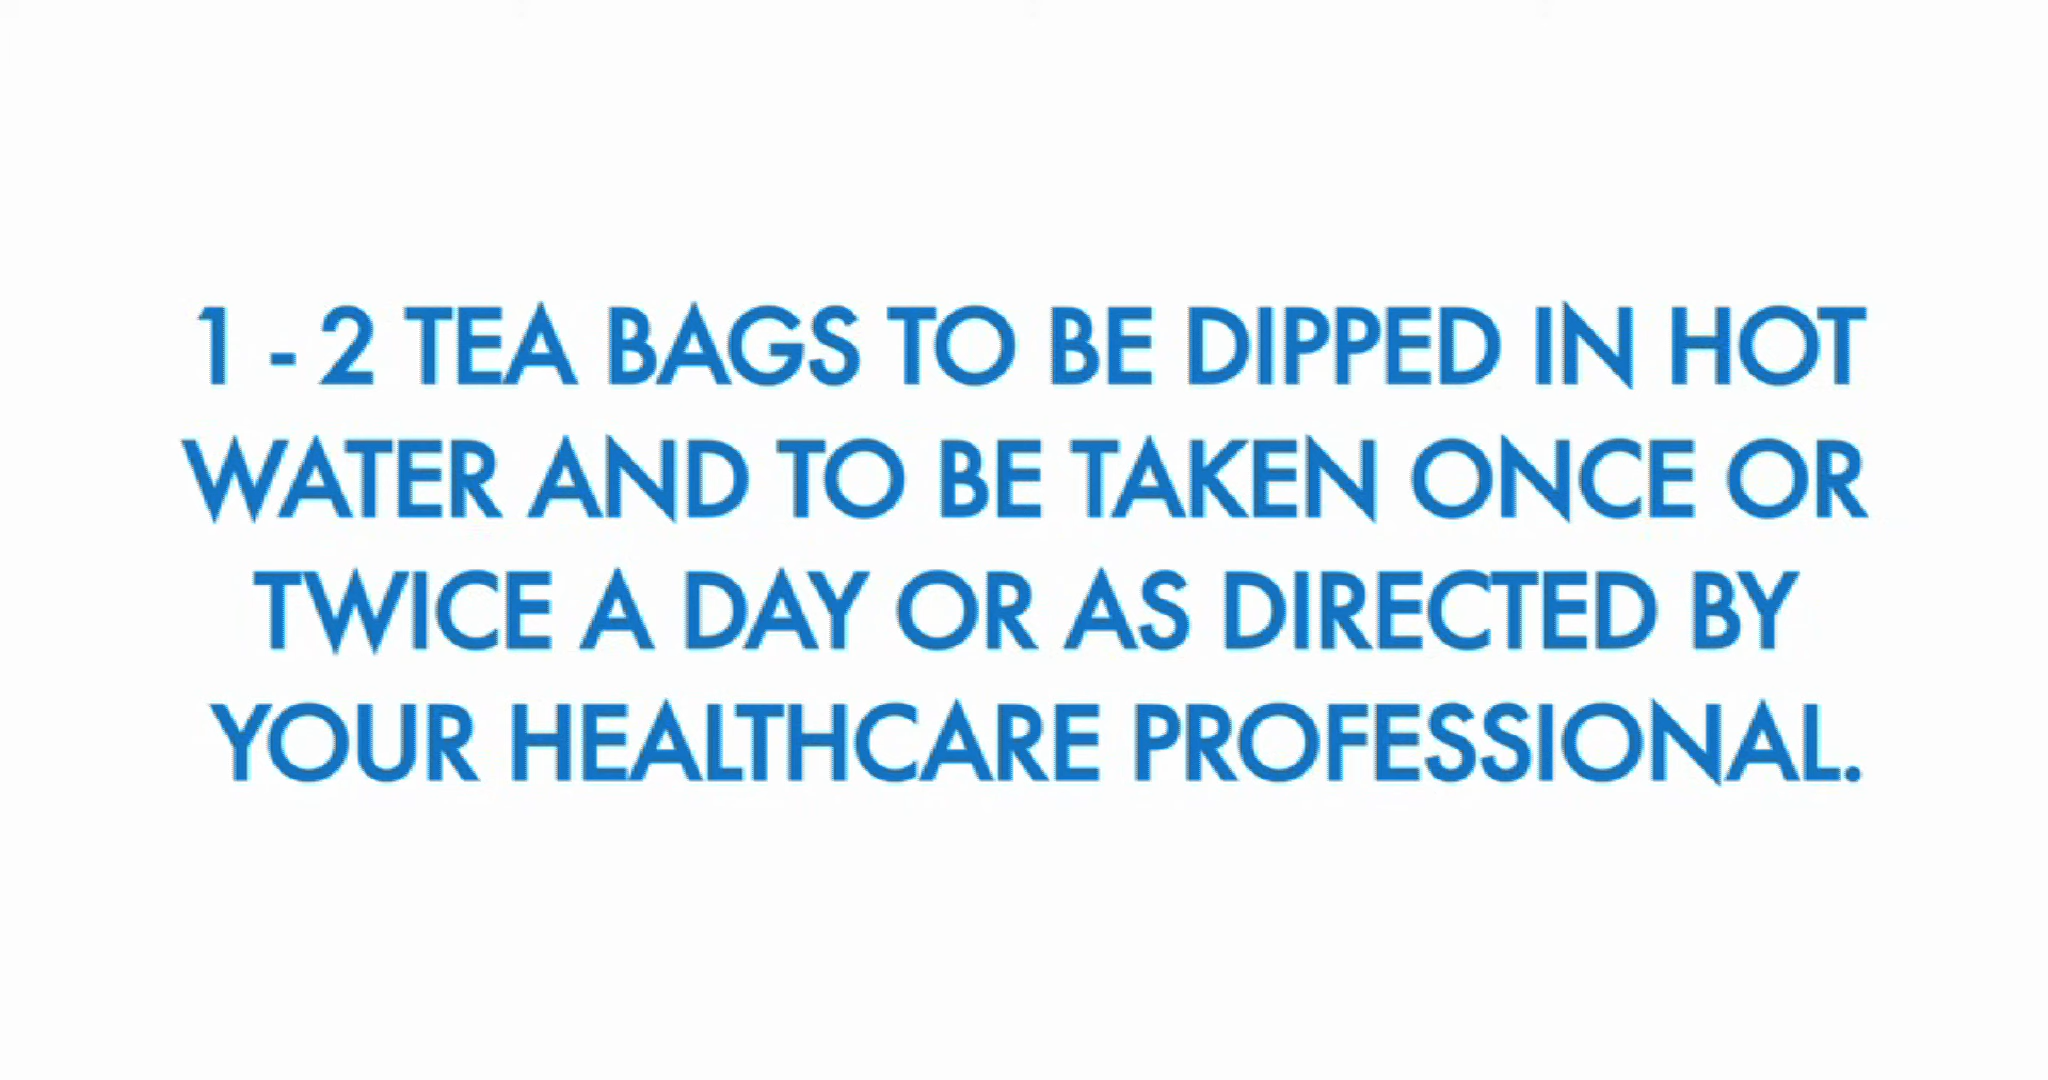 1 - 2 TEA BAGS TO BE DIPPED IN HOT
WATER AND TO BE TAKEN ONCE OR
TWICE A DAY OR AS DIRECTED BY
YOUR HEALTHCARE PROFESSIONAL.